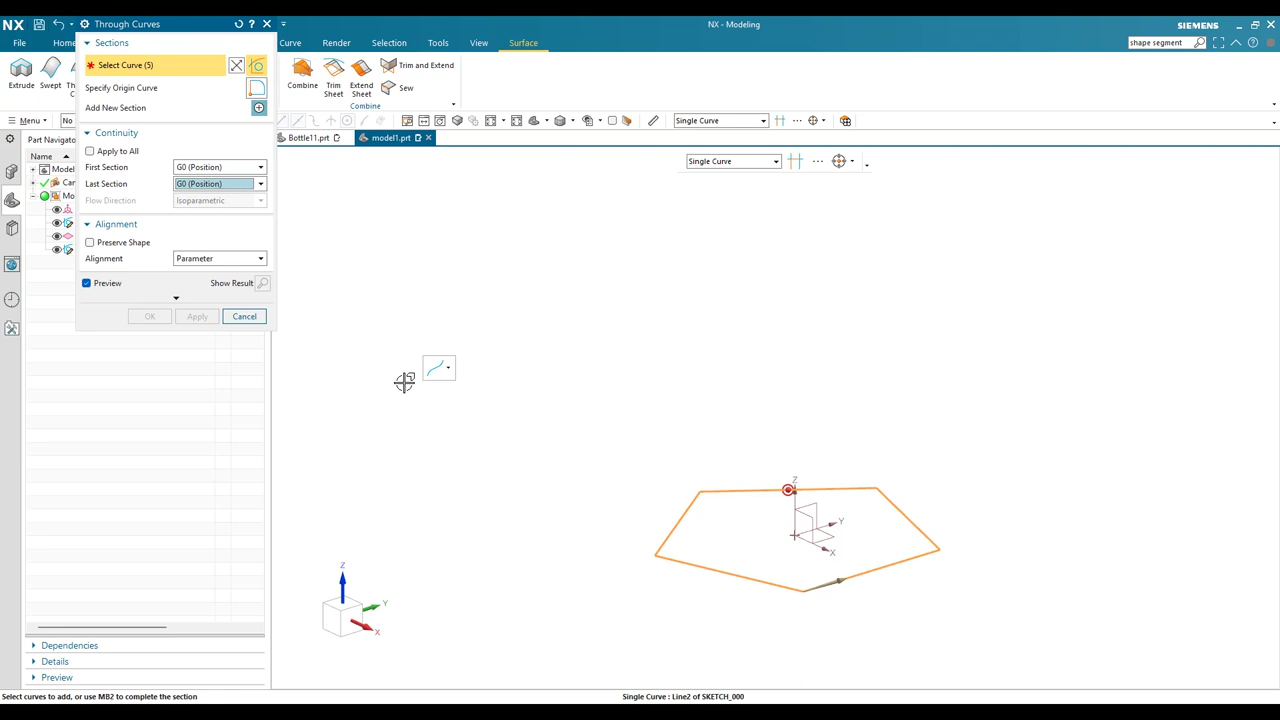 NX
Through Curves
NX - Modeling
SIEMENS
File
Home
Curve
Render
Selection
Tools
View
Surface
shape segment
Sections
Select Curve (5)
Specify Origin Curve
Add New Section
Extrude
Swept
Combine
Trim
Sheet
Extend
Sheet
Trim and Extend
Sew
Combine
Menu
No
Single Curve
Part Navigator
Bottle11.prt
model1.prt
Name
Continuity
Apply to All
First Section
G0 (Position)
Last Section
G0 (Position)
Flow Direction
Isoparametric
Single Curve
Alignment
Preserve Shape
Alignment
Parameter
Preview
Show Result
OK
Apply
Cancel
Z
Y
X
Z
Y
X
Dependencies
Details
Preview
Select curves to add, or use MB2 to complete the section
Single Curve : Line2 of SKETCH_000